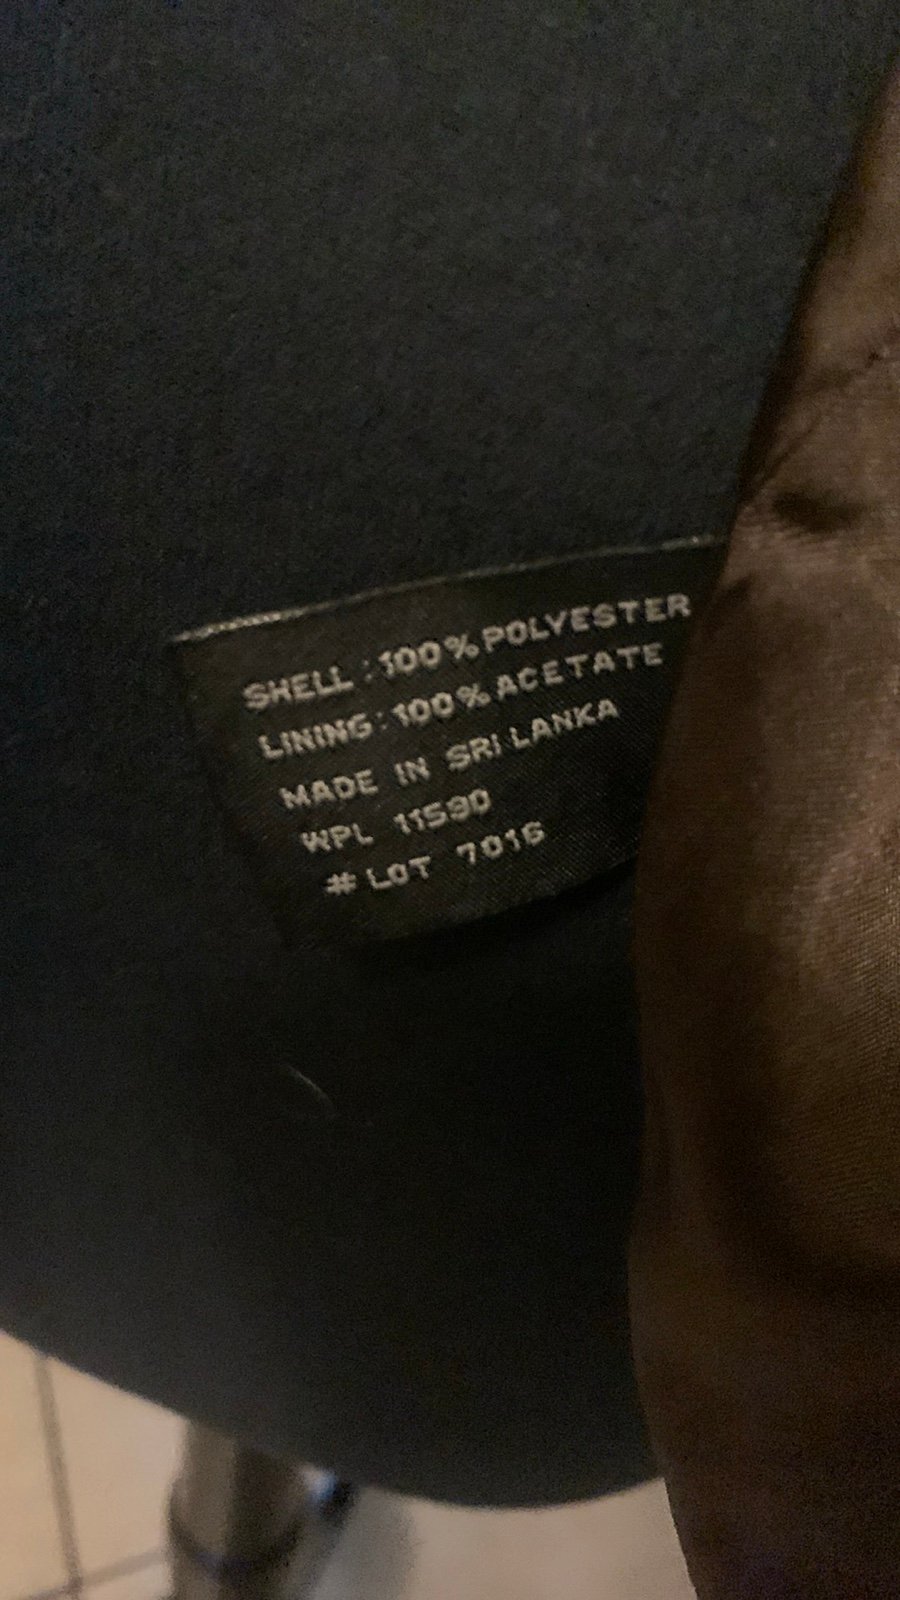 SHELL : 100% POLYESTER
LINING : 100% ACETATE
MADE IN SRI LANKA
WPL 11590
# LOT 7016